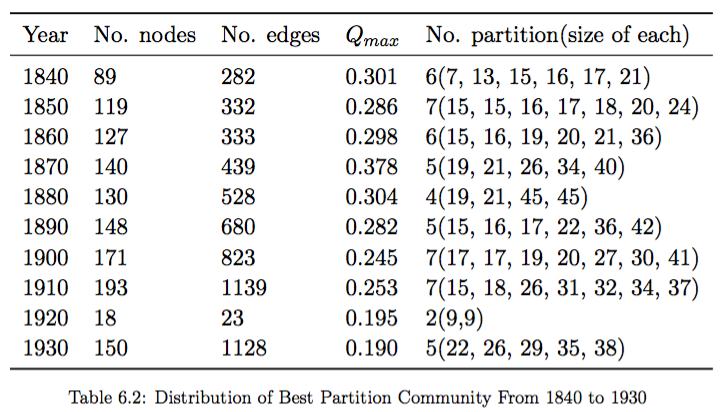 Year No. nodes No. edges Qmax No. partition(size of each)
1840 89 282 0.301 6(7, 13, 15, 16, 17, 21)
1850 119 332 0.286 7(15, 15, 16, 17, 18, 20, 24)
1860 127 333 0.298 6(15, 16, 19, 20, 21, 36)
1870 140 439 0.378 5(19, 21, 26, 34, 40)
1880 130 528 0.304 4(19, 21, 45, 45)
1890 148 680 0.282 5(15, 16, 17, 22, 36, 42)
1900 171 823 0.245 7(17, 17, 19, 20, 27, 30, 41)
1910 193 1139 0.253 7(15, 18, 26, 31, 32, 34, 37)
1920 18 23 0.195 2(9,9)
1930 150 1128 0.190 5(22, 26, 29, 35, 38)
Table 6.2: Distribution of Best Partition Community From 1840 to 1930